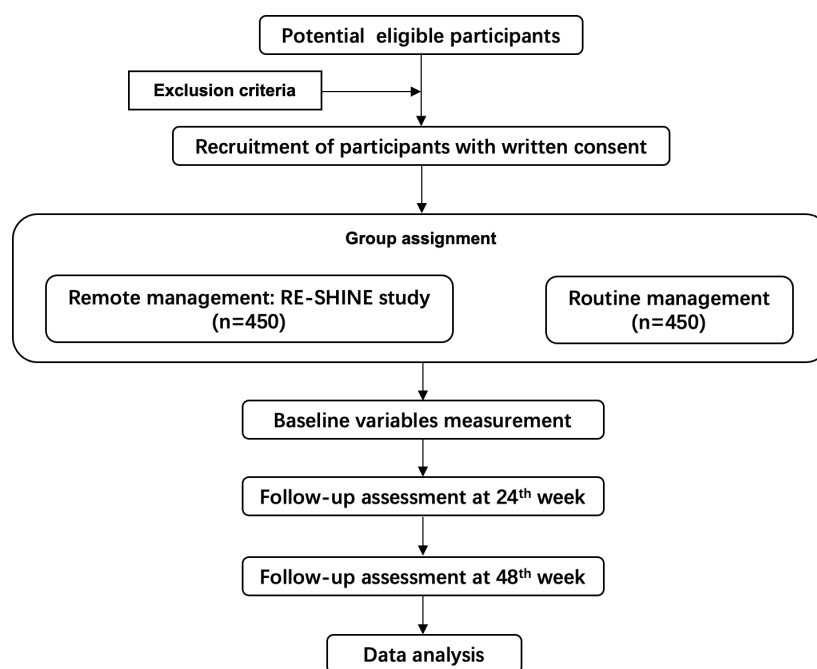 Potential eligible participants
Exclusion criteria
Recruitment of participants with written consent
Group assignment
Remote management: RE-SHINE study
(n=450)
Routine management
(n=450)
Baseline variables measurement
Follow-up assessment at 24th week
Follow-up assessment at 48th week
Data analysis